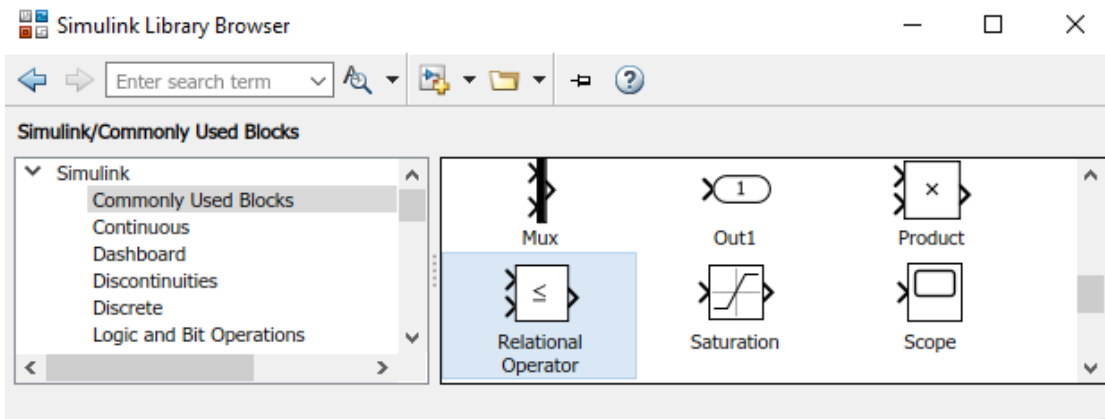 Simulink Library Browser
Enter search term
Simulink/Commonly Used Blocks
Simulink
Commonly Used Blocks
Continuous
Dashboard
Discontinuities
Discrete
Logic and Bit Operations
1
×
Mux
Out1
Product
≤
Relational
Operator
Saturation
Scope